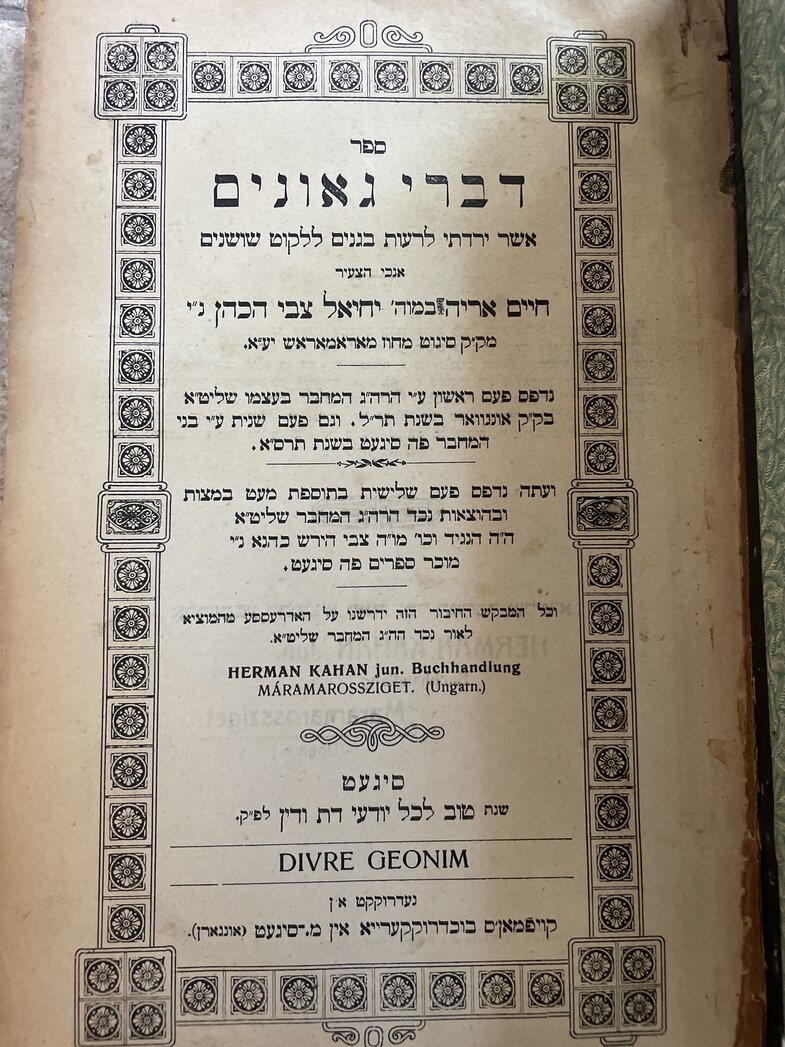 ספר
דברי גאונים
אשר ירדתי לרעות בגנים ללקוט שושנים
אנכי הצעיר
חיים אריה במוה׳ יחיאל צבי הכהן נ״י
מק״ק סיגוט מחוז מאראמאראש יע״א.
נדפס פעם ראשון ע״י הרה״ג המחבר בעצמו שליט״א
בק״ק אונגוואר בשנת תר״ל. וגם פעם שנית ע״י בני
המחבר פה סיגעט בשנת תרס״א.
ועתה נדפס פעם שלישית בתוספת מעט במצות
ובהוצאות נכד הרה״ג המחבר שליט״א
ה״ה הנגיד וכו׳ מו״ה צבי הירש כהנא נ״י
מוכר ספרים פה סיגעט.
וכל המבקש החיבור הזה ידרשנו על האדרעססע מהמוציא
לאור נכד הה״ג המחבר שליט״א.
HERMAN KAHAN jun. Buchhandlung
MÁRAMAROSSZIGET. (Ungarn.)
סיגעט
שנת טוב לכל יודעי דת ודין לפ״ק.
DIVRE GEONIM
געדרוקקט אין
קויפמאן׳ס בוכדרוקקערייא אין מ.-סיגעט (אונגארן).